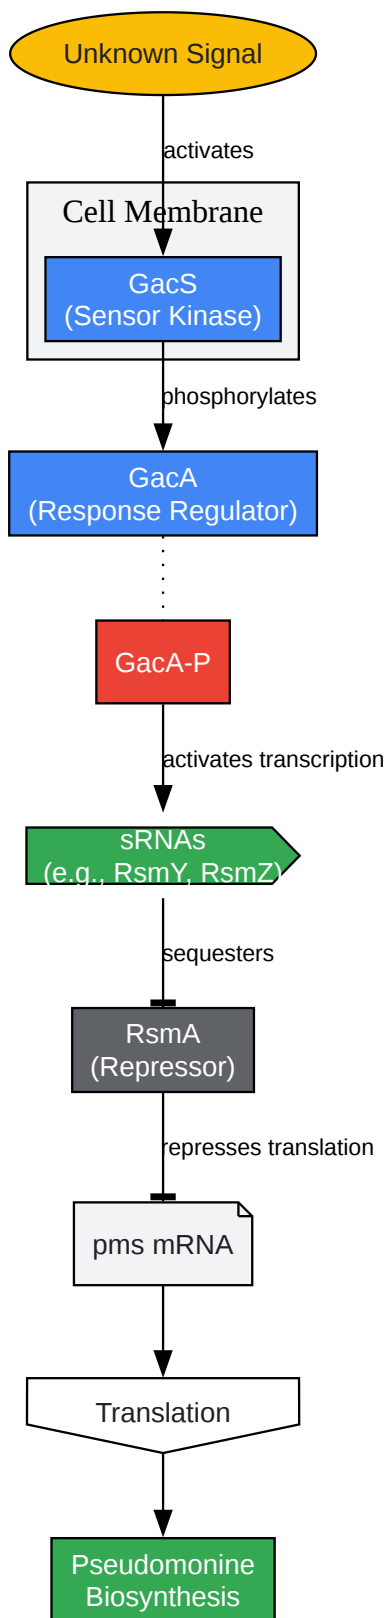 Unknown Signal
activates
Cell Membrane
GacS
(Sensor Kinase)
phosphorylates
GacA
(Response Regulator)
GacA-P
activates transcription
sRNAs
(e.g., RsmY, RsmZ)
sequesters
RsmA
(Repressor)
represses translation
pms mRNA
Translation
Pseudomonine
Biosynthesis